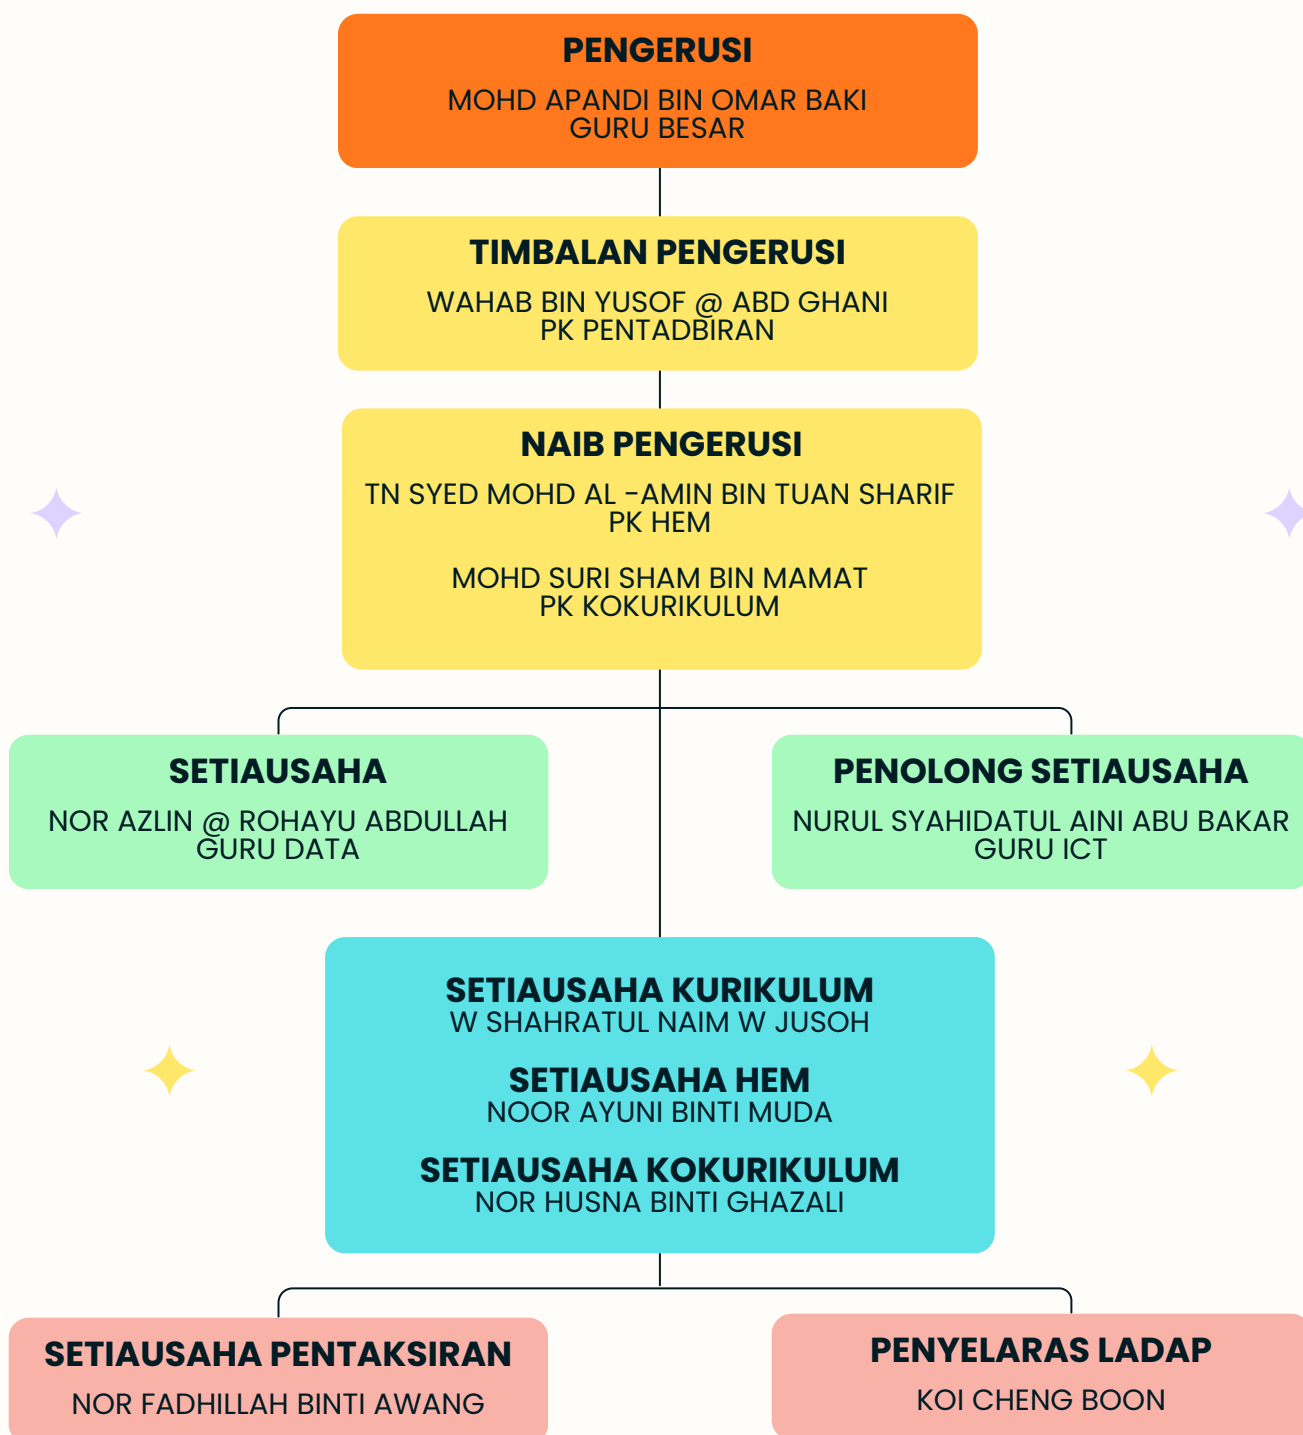 PENGERUSI
MOHD APANDI BIN OMAR BAKI
GURU BESAR
TIMBALAN PENGERUSI
WAHAB BIN YUSOF @ ABD GHANI
PK PENTADBIRAN
NAIB PENGERUSI
TN SYED MOHD AL -AMIN BIN TUAN SHARIF
PK HEM
MOHD SURI SHAM BIN MAMAT
PK KOKURIKULUM
SETIAUSAHA
NOR AZLIN @ ROHAYU ABDULLAH
GURU DATA
PENOLONG SETIAUSAHA
NURUL SYAHIDATUL AINI ABU BAKAR
GURU ICT
SETIAUSAHA KURIKULUM
W SHAHRATUL NAIM W JUSOH
SETIAUSAHA HEM
NOOR AYUNI BINTI MUDA
SETIAUSAHA KOKURIKULUM
NOR HUSNA BINTI GHAZALI
SETIAUSAHA PENTAKSIRAN
NOR FADHILLAH BINTI AWANG
PENYELARAS LADAP
KOI CHENG BOON